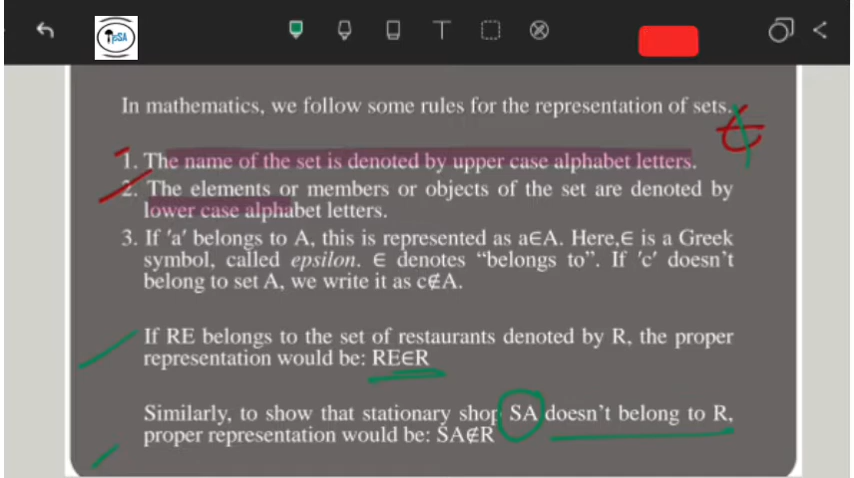 TPSA
T
In mathematics, we follow some rules for the representation of sets.
1. The name of the set is denoted by upper case alphabet letters.
2. The elements or members or objects of the set are denoted by
lower case alphabet letters.
3. If 'a' belongs to A, this is represented as a∈A. Here,∈ is a Greek
symbol, called epsilon. ∈ denotes “belongs to”. If 'c' doesn’t
belong to set A, we write it as c∉A.
If RE belongs to the set of restaurants denoted by R, the proper
representation would be: RE∈R
Similarly, to show that stationary shop SA doesn’t belong to R,
proper representation would be: SA∉R